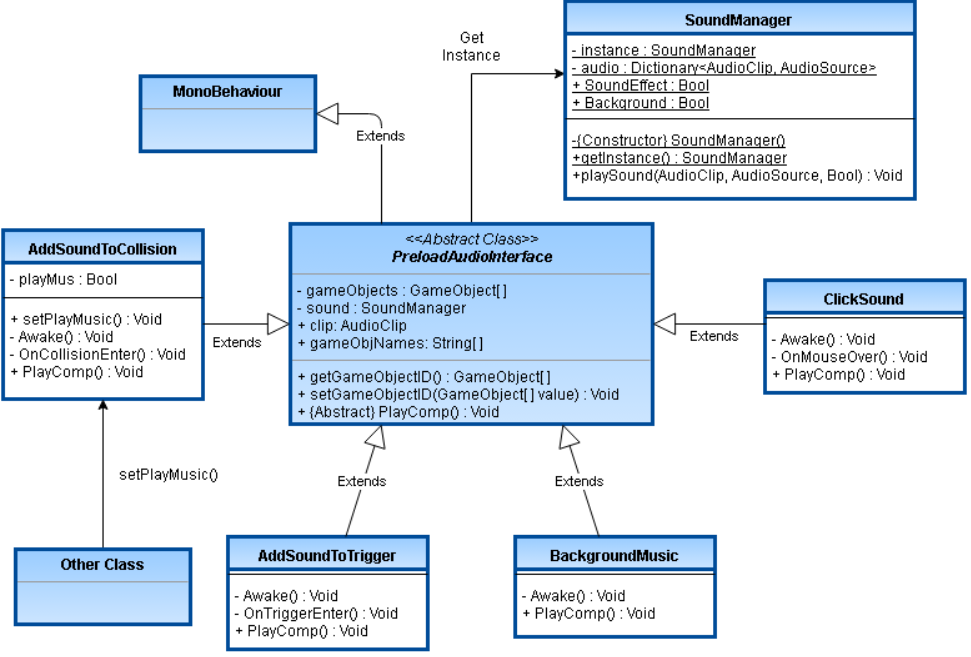 SoundManager
- instance : SoundManager
- audio : Dictionary<AudioClip, AudioSource>
+ SoundEffect : Bool
+ Background : Bool
-{Constructor} SoundManager()
+getInstance() : SoundManager
+playSound(AudioClip, AudioSource, Bool) : Void
Get
Instance
MonoBehaviour
Extends
AddSoundToCollision
- playMus : Bool
+ setPlayMusic() : Void
- Awake() : Void
- OnCollisionEnter() : Void
+ PlayComp() : Void
Extends
<<Abstract Class>>
PreloadAudioInterface
- gameObjects : GameObject[]
- sound : SoundManager
+ clip: AudioClip
+ gameObjNames: String[]
+ getGameObjectID() : GameObject[]
+ setGameObjectID(GameObject[] value) : Void
+ {Abstract} PlayComp() : Void
Extends
ClickSound
- Awake() : Void
- OnMouseOver() : Void
+ PlayComp() : Void
setPlayMusic()
Extends
Extends
Other Class
AddSoundToTrigger
- Awake() : Void
- OnTriggerEnter() : Void
+ PlayComp() : Void
BackgroundMusic
- Awake() : Void
+ PlayComp() : Void